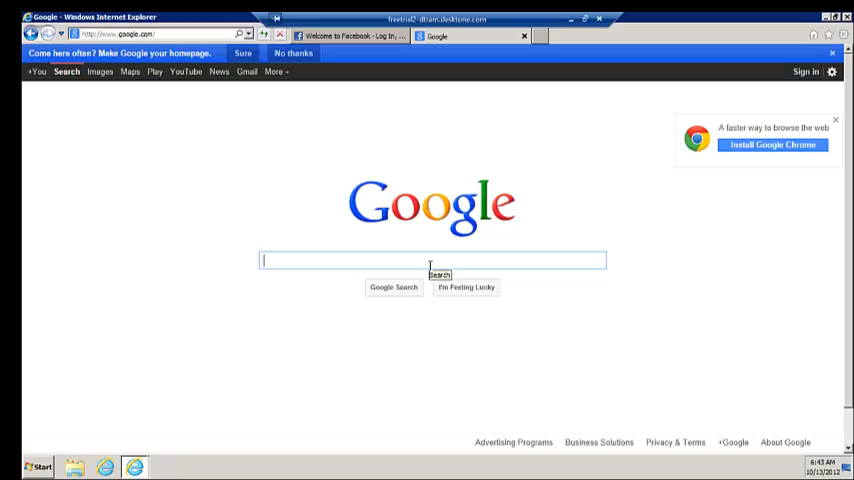 Google - Windows Internet Explorer
freetrial2-dtram.desktone.com
http://www.google.com/
Welcome to Facebook - Log In, ...
Google
Come here often? Make Google your homepage.
Sure
No thanks
+You
Search
Images
Maps
Play
YouTube
News
Gmail
More
Sign in
A faster way to browse the web
Install Google Chrome
Google
Search
Google Search
I'm Feeling Lucky
Advertising Programs
Business Solutions
Privacy & Terms
+Google
About Google
Start
6:43 AM
10/13/2012